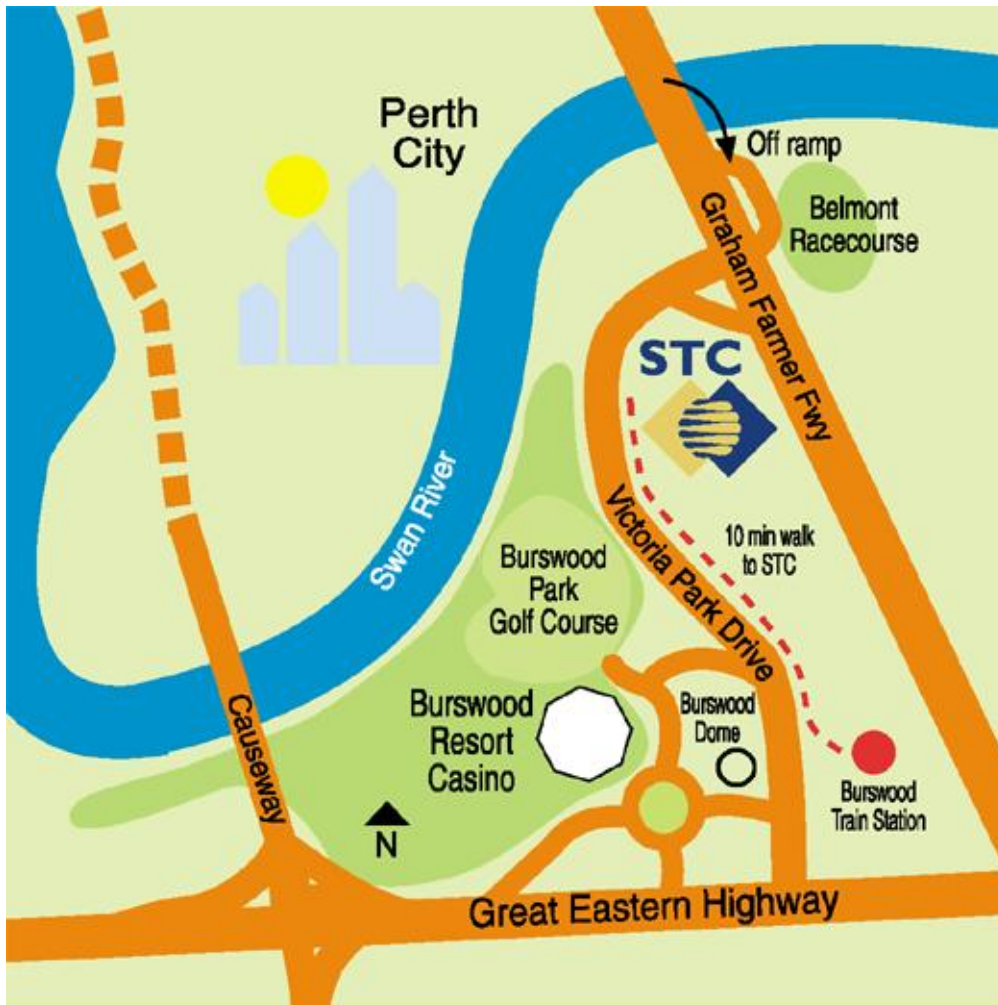 Perth
City
Off ramp
Belmont
Racecourse
Graham Farmer Fwy
STC
Swan River
Victoria Park Drive
10 min walk
to STC
Burswood
Park
Golf Course
Burswood
Resort
Casino
Burswood
Dome
Causeway
Burswood
Train Station
N
Great Eastern Highway